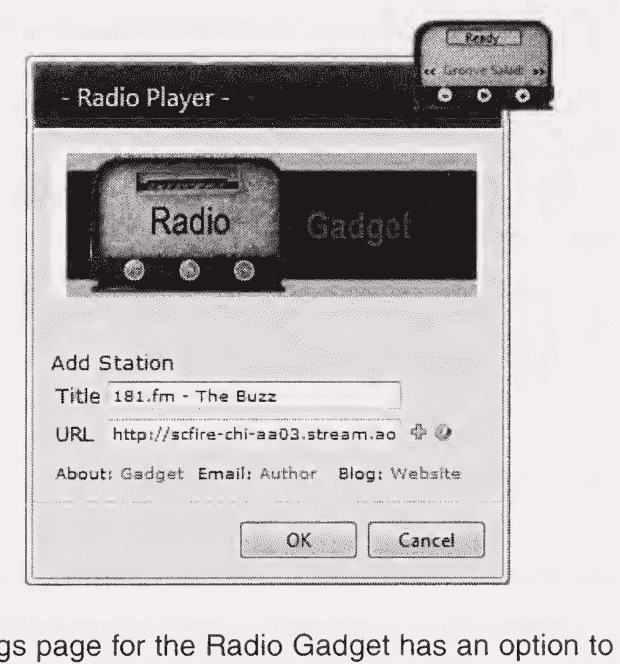 Ready
<< Groove Salad >>
- Radio Player -
Radio Gadget
Add Station
Title 181.fm - The Buzz
URL http://scfire-chi-aa03.stream.ao
About: Gadget Email: Author Blog: Website
OK Cancel
gs page for the Radio Gadget has an option to